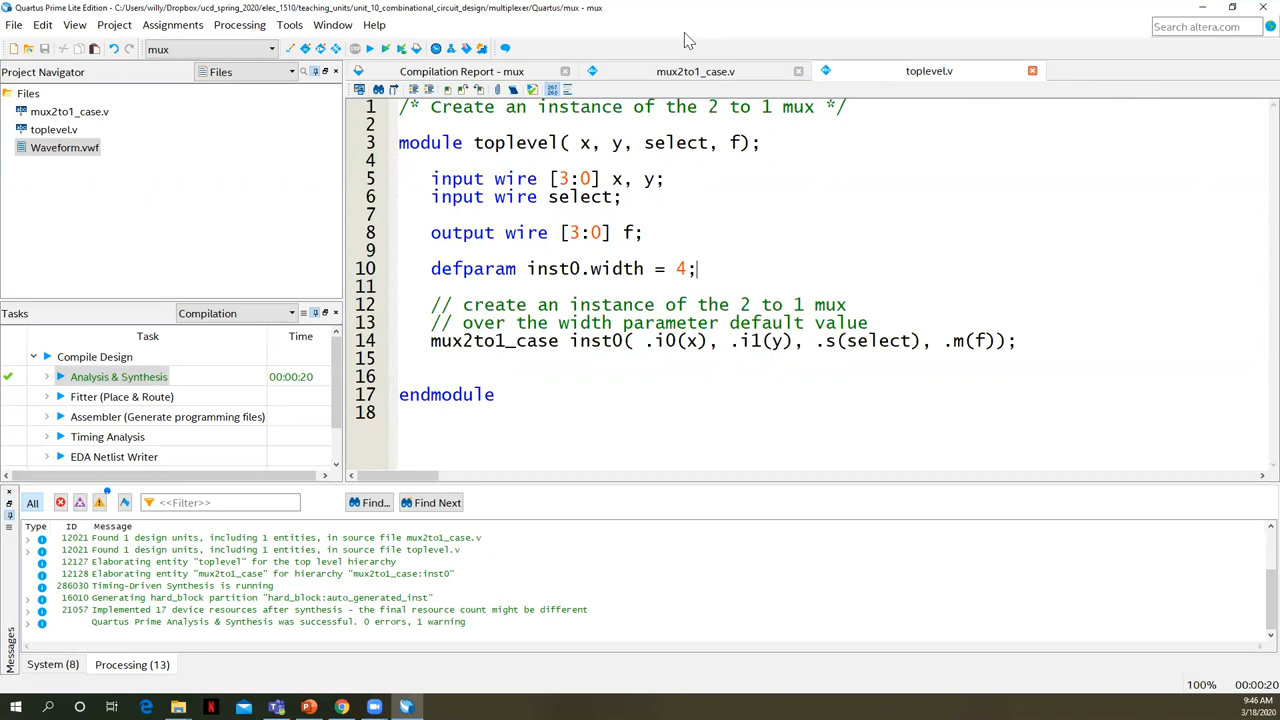 Quartus Prime Lite Edition - C:/Users/willy/Dropbox/ucd_spring_2020/elec_1510/teaching_units/unit_10_combinational_circuit_design/multiplexer/Quartus/mux - mux
File Edit View Project Assignments Processing Tools Window Help
Search altera.com
mux
Project Navigator
Files
Compilation Report - mux
mux2to1_case.v
toplevel.v
Files
mux2to1_case.v
toplevel.v
Waveform.vwf
1 /* Create an instance of the 2 to 1 mux */
2
3 module toplevel( x, y, select, f);
4
5 input wire [3:0] x, y;
6 input wire select;
7
8 output wire [3:0] f;
9
10 defparam inst0.width = 4;
11
12 // create an instance of the 2 to 1 mux
13 // over the width parameter default value
14 mux2to1_case inst0( .i0(x), .i1(y), .s(select), .m(f));
15
16
17 endmodule
18
Tasks
Compilation
Task Time
Compile Design
Analysis & Synthesis 00:00:20
Fitter (Place & Route)
Assembler (Generate programming files)
Timing Analysis
EDA Netlist Writer
All
<<Filter>>
Find...
Find Next
Type ID Message
12021 Found 1 design units, including 1 entities, in source file mux2to1_case.v
12021 Found 1 design units, including 1 entities, in source file toplevel.v
12127 Elaborating entity "toplevel" for the top level hierarchy
12128 Elaborating entity "mux2to1_case" for hierarchy "mux2to1_case:inst0"
286030 Timing-Driven Synthesis is running
16010 Generating hard_block partition "hard_block:auto_generated_inst"
21057 Implemented 17 device resources after synthesis - the final resource count might be different
Quartus Prime Analysis & Synthesis was successful. 0 errors, 1 warning
Messages
System (8)
Processing (13)
100% 00:00:20
9:46 AM
3/18/2020